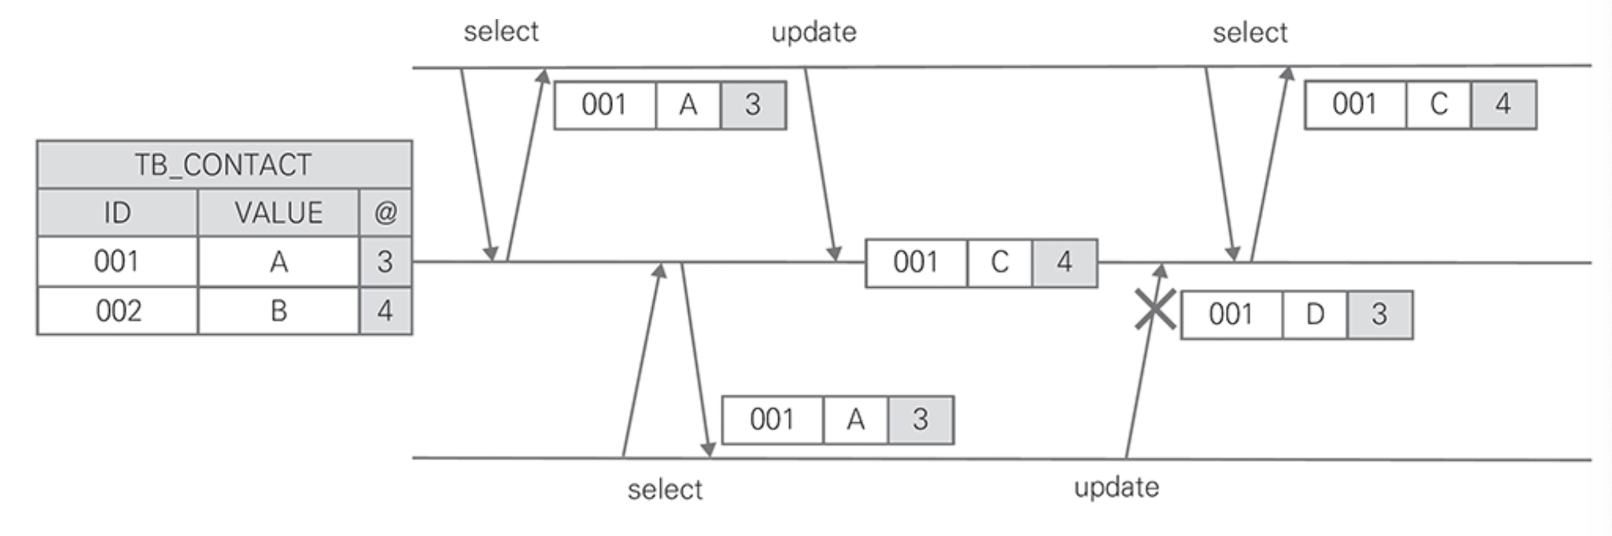 select update select
001 A 3
001 C 4
TB_CONTACT
ID VALUE @
001 A 3
002 B 4
001 C 4
001 D 3
001 A 3
select update